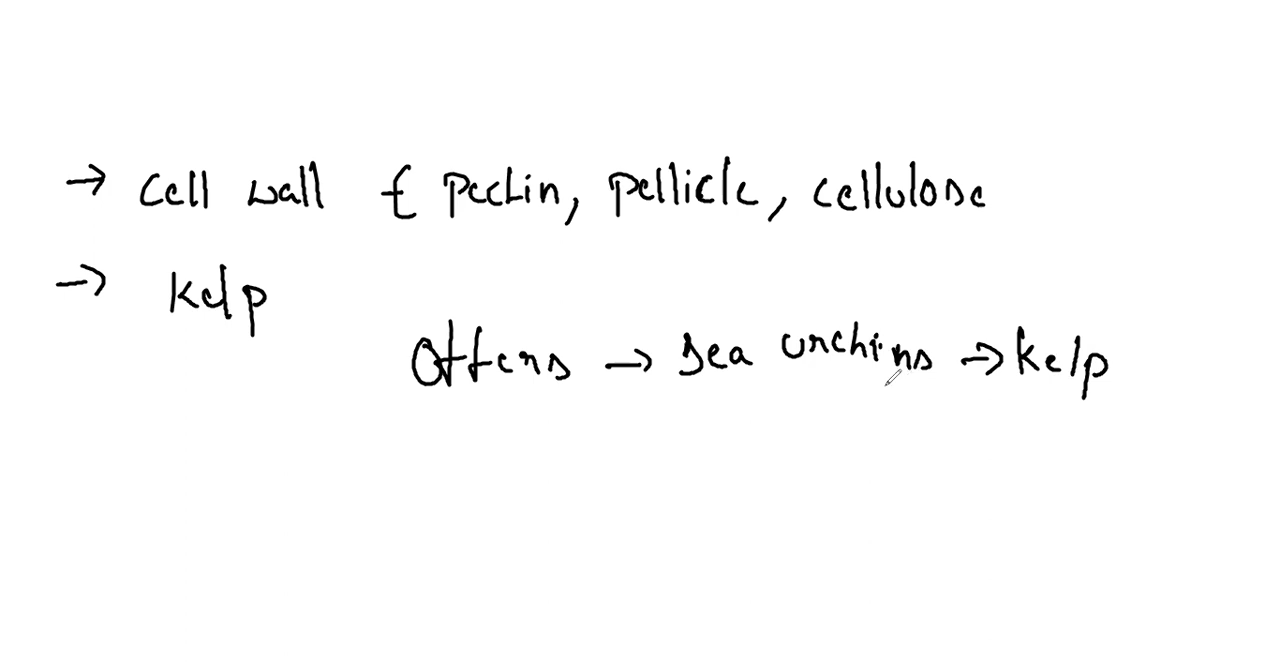 → cell wall { pectin, pellicle, cellulose
→ Kelp
Otters → sea urchins → Kelp